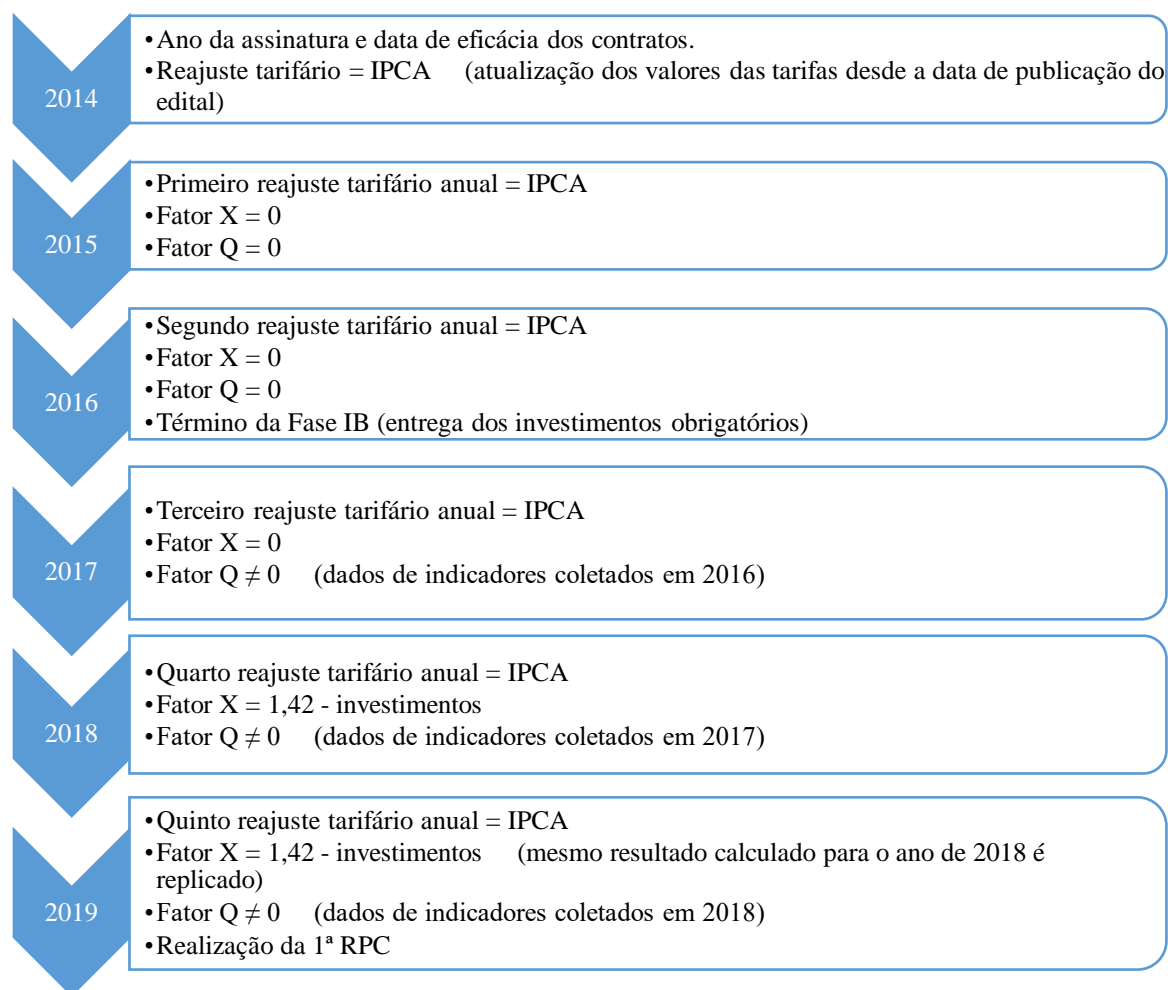 2014
•Ano da assinatura e data de eficácia dos contratos.
•Reajuste tarifário = IPCA (atualização dos valores das tarifas desde a data de publicação do
edital)
2015
•Primeiro reajuste tarifário anual = IPCA
•Fator X = 0
•Fator Q = 0
2016
•Segundo reajuste tarifário anual = IPCA
•Fator X = 0
•Fator Q = 0
•Término da Fase IB (entrega dos investimentos obrigatórios)
2017
•Terceiro reajuste tarifário anual = IPCA
•Fator X = 0
•Fator Q ≠ 0 (dados de indicadores coletados em 2016)
2018
•Quarto reajuste tarifário anual = IPCA
•Fator X = 1,42 - investimentos
•Fator Q ≠ 0 (dados de indicadores coletados em 2017)
2019
•Quinto reajuste tarifário anual = IPCA
•Fator X = 1,42 - investimentos (mesmo resultado calculado para o ano de 2018 é
replicado)
•Fator Q ≠ 0 (dados de indicadores coletados em 2018)
•Realização da 1ª RPC